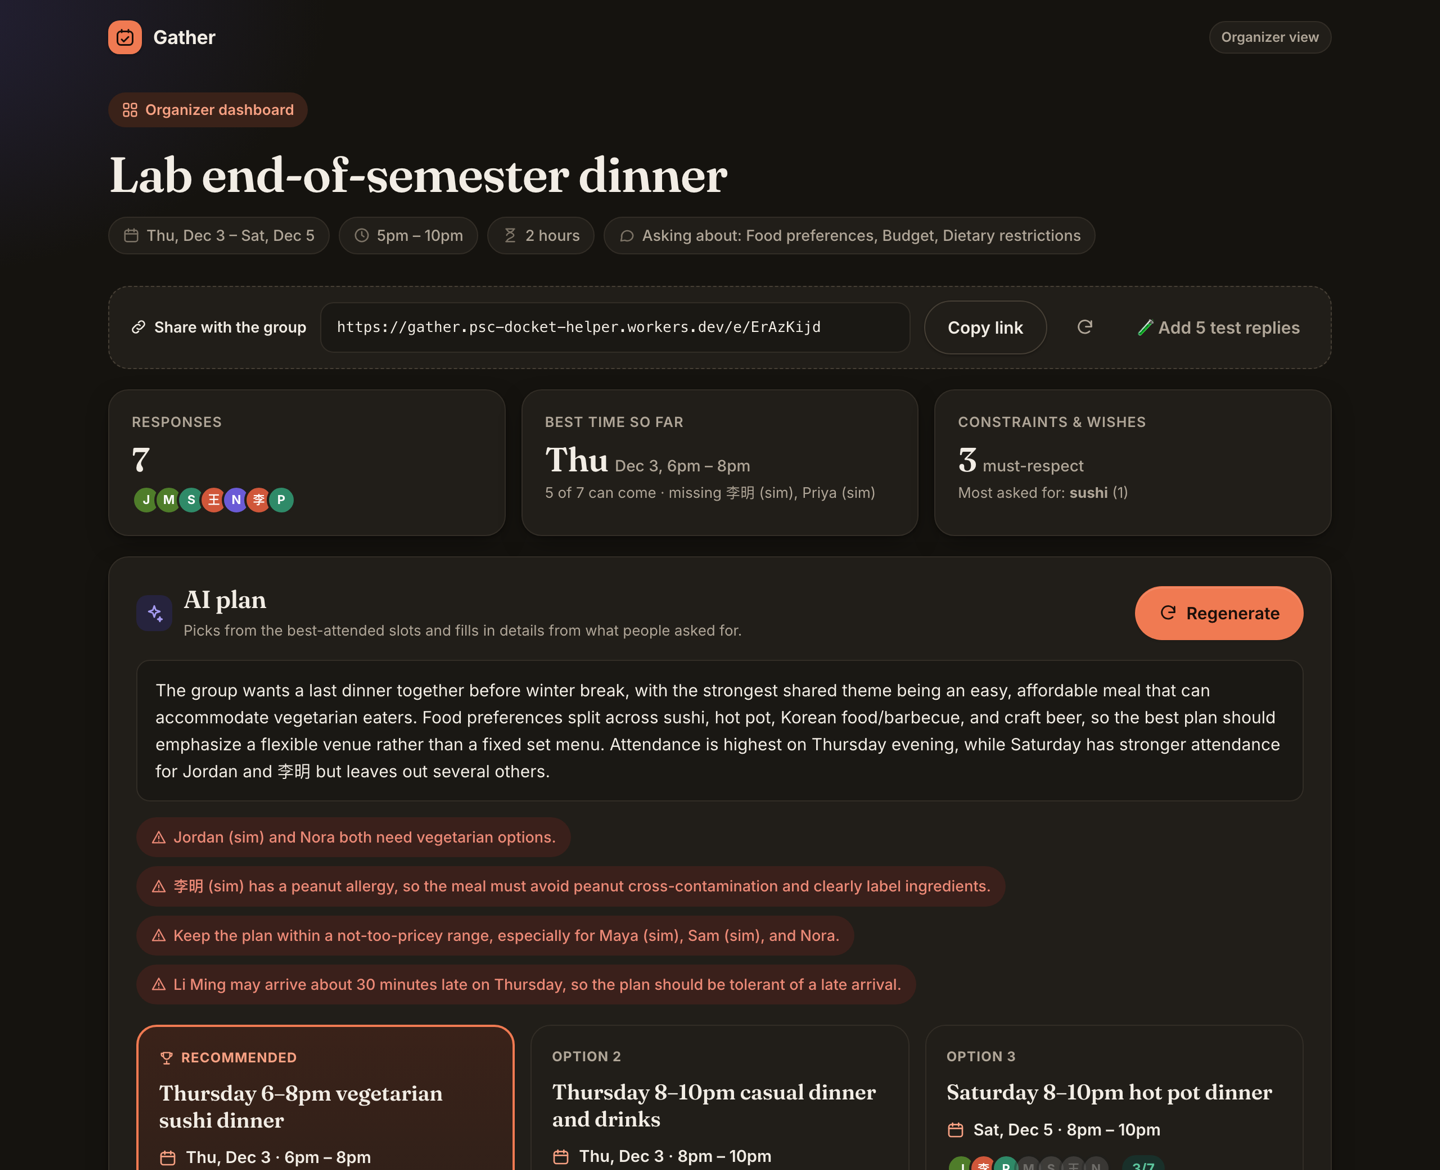 Gather
Organizer view
Organizer dashboard
Lab end-of-semester dinner
Thu, Dec 3 – Sat, Dec 5
5pm – 10pm
2 hours
Asking about: Food preferences, Budget, Dietary restrictions
Share with the group
https://gather.psc-docket-helper.workers.dev/e/ErAzKijd
Copy link
Add 5 test replies
RESPONSES
7
J M S 王 N 李 P
BEST TIME SO FAR
Thu Dec 3, 6pm – 8pm
5 of 7 can come · missing 李明 (sim), Priya (sim)
CONSTRAINTS & WISHES
3 must-respect
Most asked for: sushi (1)
AI plan
Picks from the best-attended slots and fills in details from what people asked for.
Regenerate
The group wants a last dinner together before winter break, with the strongest shared theme being an easy, affordable meal that can
accommodate vegetarian eaters. Food preferences split across sushi, hot pot, Korean food/barbecue, and craft beer, so the best plan should
emphasize a flexible venue rather than a fixed set menu. Attendance is highest on Thursday evening, while Saturday has stronger attendance
for Jordan and 李明 but leaves out several others.
Jordan (sim) and Nora both need vegetarian options.
李明 (sim) has a peanut allergy, so the meal must avoid peanut cross-contamination and clearly label ingredients.
Keep the plan within a not-too-pricey range, especially for Maya (sim), Sam (sim), and Nora.
Li Ming may arrive about 30 minutes late on Thursday, so the plan should be tolerant of a late arrival.
RECOMMENDED
Thursday 6–8pm vegetarian
sushi dinner
Thu, Dec 3 · 6pm – 8pm
OPTION 2
Thursday 8–10pm casual dinner
and drinks
Thu, Dec 3 · 8pm – 10pm
OPTION 3
Saturday 8–10pm hot pot dinner
Sat, Dec 5 · 8pm – 10pm
J 李 P M S 王 N 3/7